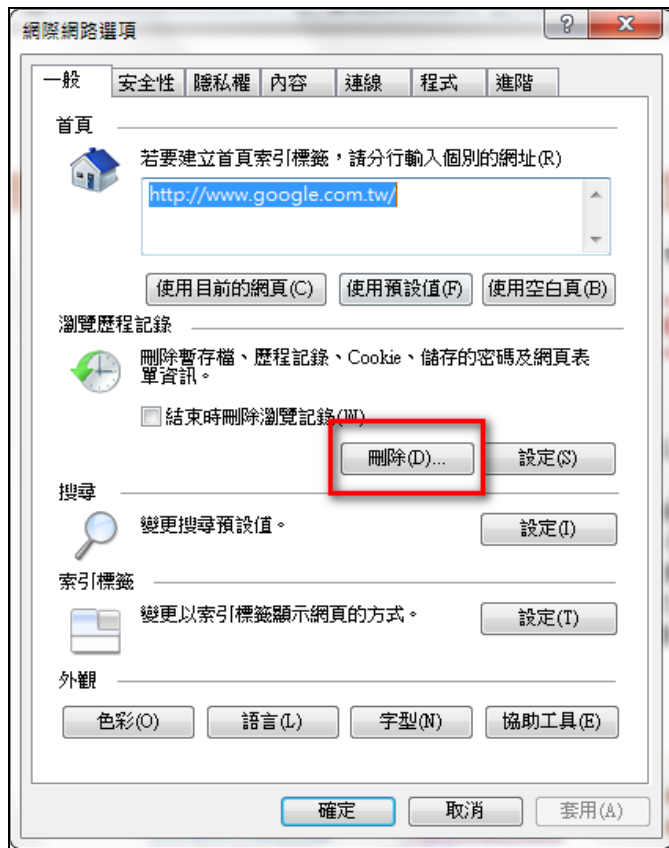 網際網路選項
一般 安全性 隱私權 內容 連線 程式 進階
首頁
若要建立首頁索引標籤，請分行輸入個別的網址(R)
http://www.google.com.tw/
使用目前的網頁(C) 使用預設值(F) 使用空白頁(B)
瀏覽歷程記錄
刪除暫存檔、歷程記錄、Cookie、儲存的密碼及網頁表
單資訊。
結束時刪除瀏覽記錄(W)
刪除(D)... 設定(S)
搜尋
變更搜尋預設值。 設定(I)
索引標籤
變更以索引標籤顯示網頁的方式。 設定(T)
外觀
色彩(O) 語言(L) 字型(N) 協助工具(E)
確定 取消 套用(A)